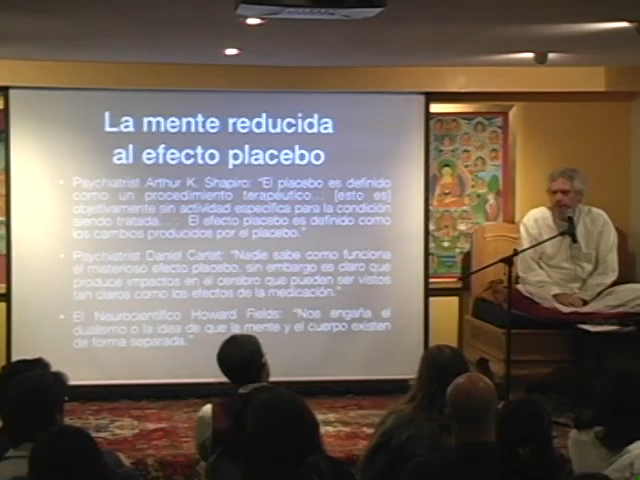 La mente reducida
al efecto placebo
• Psychiatrist Arthur K. Shapiro: “El placebo es definido
como un procedimiento terapéutico... [esto es]
objetivamente sin actividad específica para la condición
siendo tratada.... El efecto placebo es definido como
los cambios producidos por el placebo.”
• Psychiatrist Daniel Carlat: “Nadie sabe como funciona
el misterioso efecto placebo, sin embargo es claro que
produce impactos en el cerebro que pueden ser vistos
tan claros como los efectos de la medicación.”
• El Neurocientífico Howard Fields: “Nos engaña el
dualismo o la idea de que la mente y el cuerpo existen
de forma separada.”